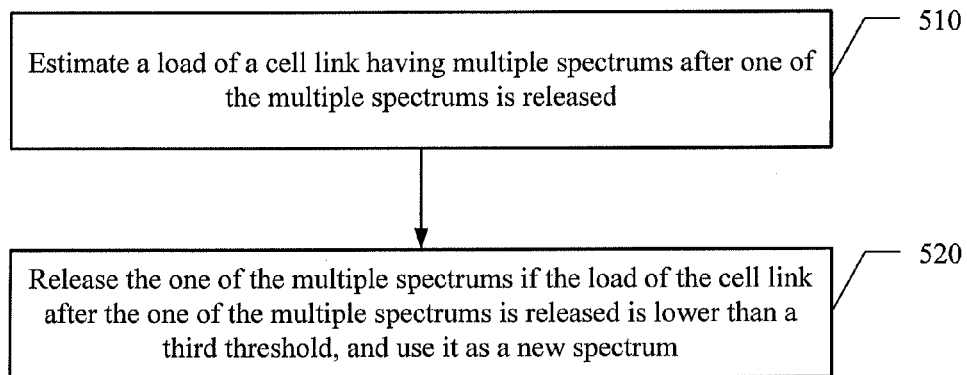 510
Estimate a load of a cell link having multiple spectrums after one of
the multiple spectrums is released
520
Release the one of the multiple spectrums if the load of the cell link
after the one of the multiple spectrums is released is lower than a
third threshold, and use it as a new spectrum